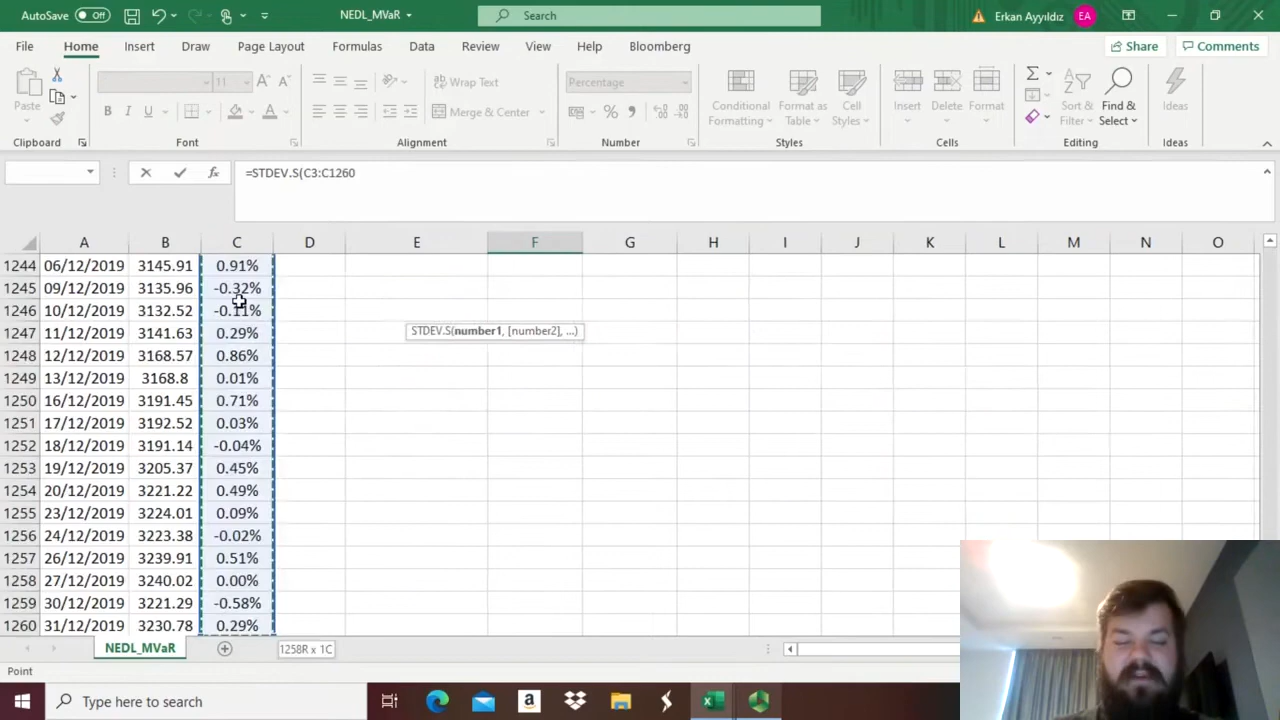 AutoSave Off NEDL_MVaR Search Erkan Ayyıldız EA
File Home Insert Draw Page Layout Formulas Data Review View Help Bloomberg Share Comments
Paste
Clipboard
11
B I U
Font
Wrap Text
Merge & Center
Alignment
Percentage
Number
Conditional Formatting
Format as Table
Cell Styles
Styles
Insert Delete Format
Cells
Sort & Filter
Find & Select
Editing
Ideas
Ideas
=STDEV.S(C3:C1260
A B C D E F G H I J K L M N O
1244 06/12/2019 3145.91 0.91%
1245 09/12/2019 3135.96 -0.32%
1246 10/12/2019 3132.52 -0.11%
1247 11/12/2019 3141.63 0.29%
STDEV.S(number1, [number2], ...)
1248 12/12/2019 3168.57 0.86%
1249 13/12/2019 3168.8 0.01%
1250 16/12/2019 3191.45 0.71%
1251 17/12/2019 3192.52 0.03%
1252 18/12/2019 3191.14 -0.04%
1253 19/12/2019 3205.37 0.45%
1254 20/12/2019 3221.22 0.49%
1255 23/12/2019 3224.01 0.09%
1256 24/12/2019 3223.38 -0.02%
1257 26/12/2019 3239.91 0.51%
1258 27/12/2019 3240.02 0.00%
1259 30/12/2019 3221.29 -0.58%
1260 31/12/2019 3230.78 0.29%
NEDL_MVaR 1258R x 1C
Point
Type here to search